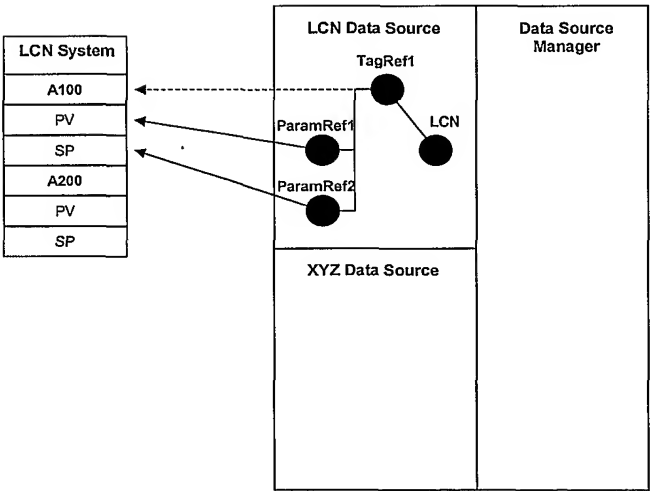 LCN System
A100
PV
SP
A200
PV
SP
LCN Data Source
TagRef1
LCN
ParamRef1
ParamRef2
XYZ Data Source
Data Source
Manager